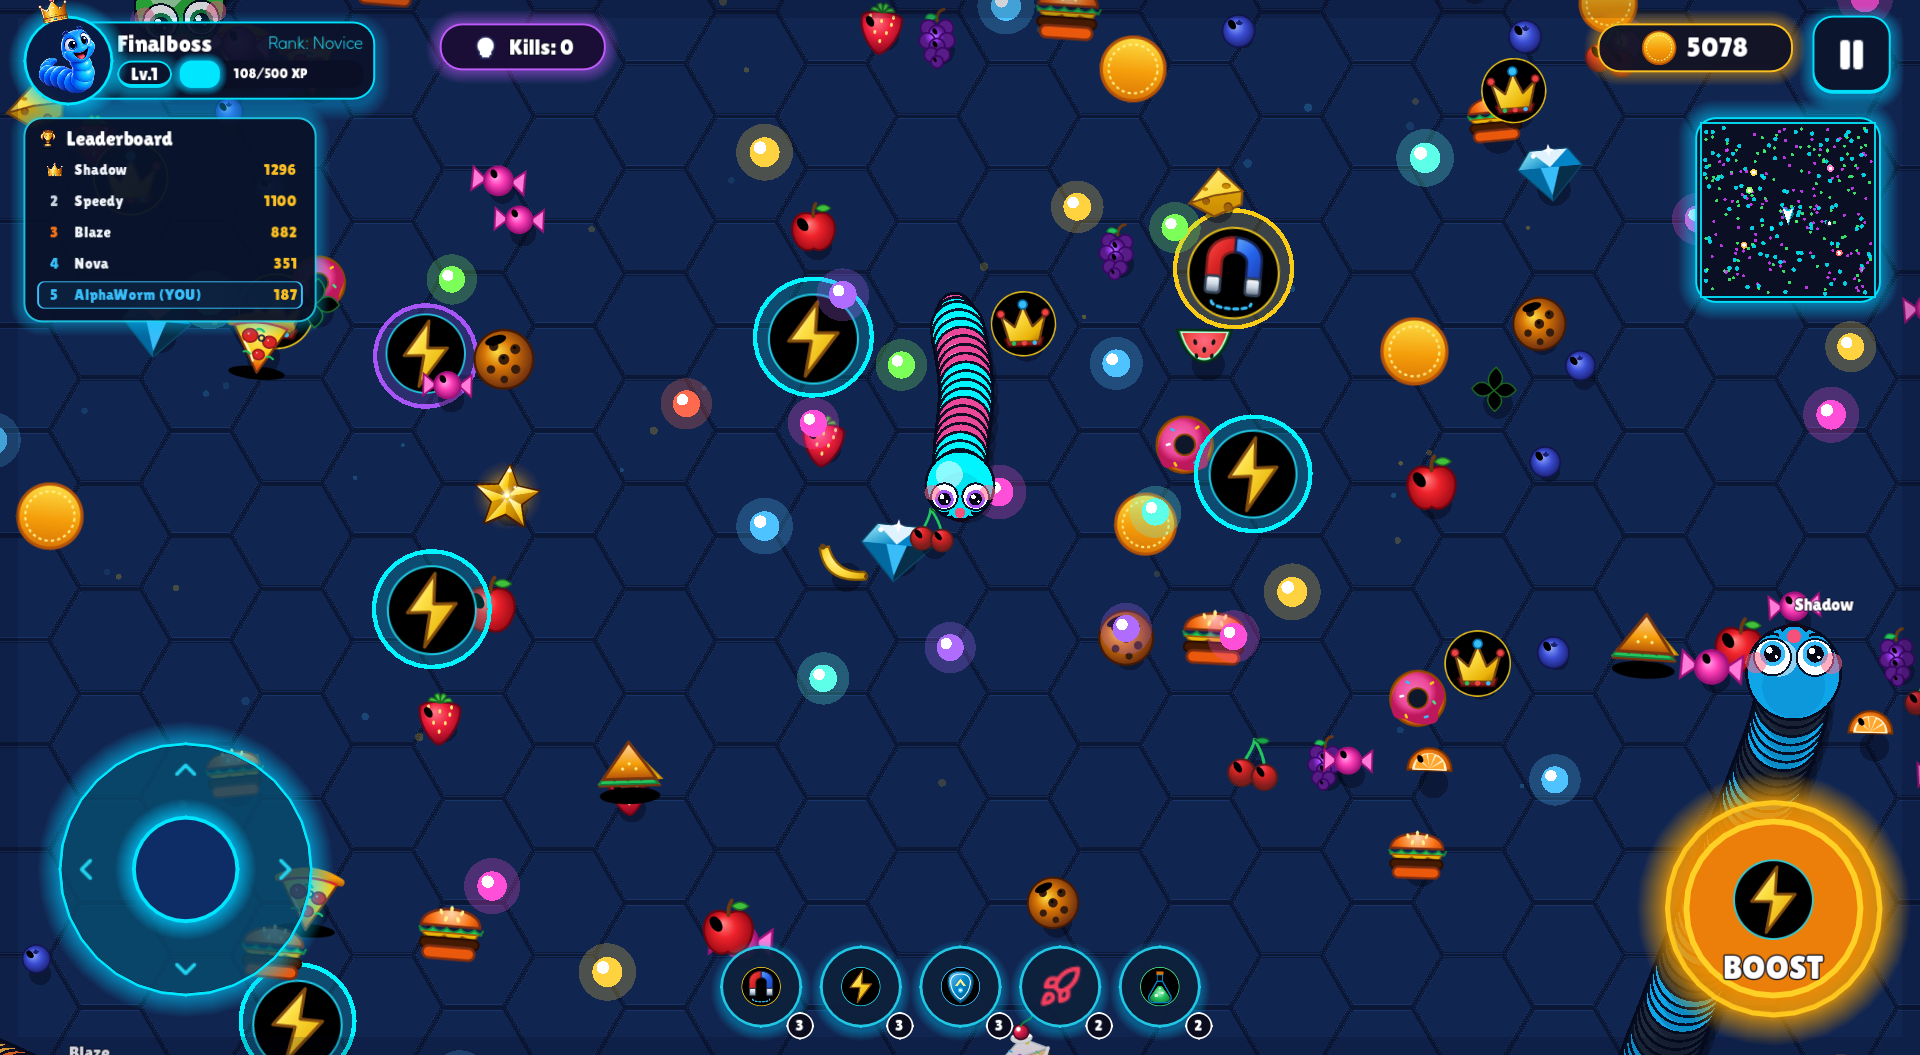 Finalboss
Rank: Novice
Lv.1
108/500 XP
Kills: 0
5078
Leaderboard
Shadow 1296
2 Speedy 1100
3 Blaze 882
4 Nova 351
5 AlphaWorm (YOU) 187
Shadow
BOOST
3
3
3
2
2
Blaze